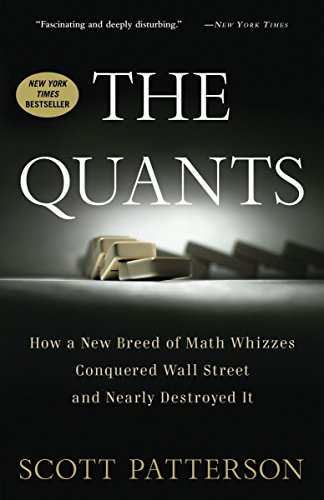 "Fascinating and deeply disturbing." —New York Times
NEW YORK
TIMES
BESTSELLER
THE
QUANTS
How a New Breed of Math Whizzes
Conquered Wall Street
and Nearly Destroyed It
SCOTT PATTERSON